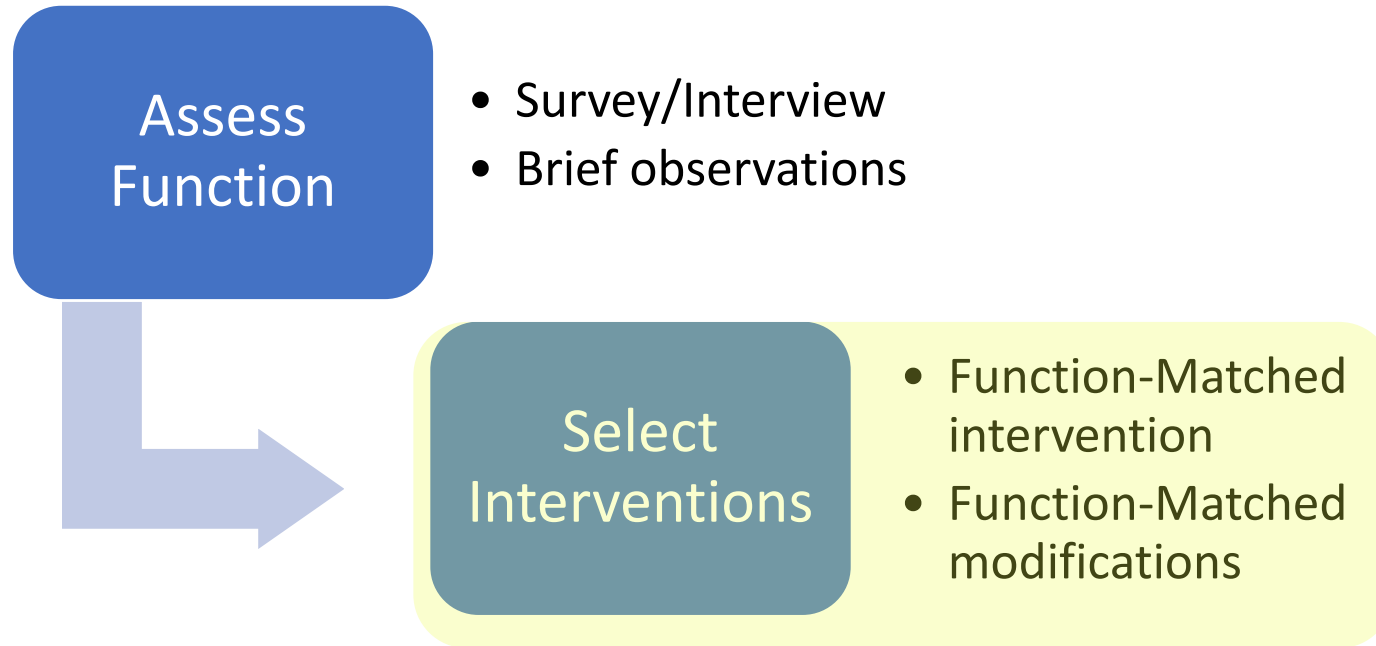 Assess
Function
• Survey/Interview
• Brief observations
Select
Interventions
• Function-Matched
intervention
• Function-Matched
modifications